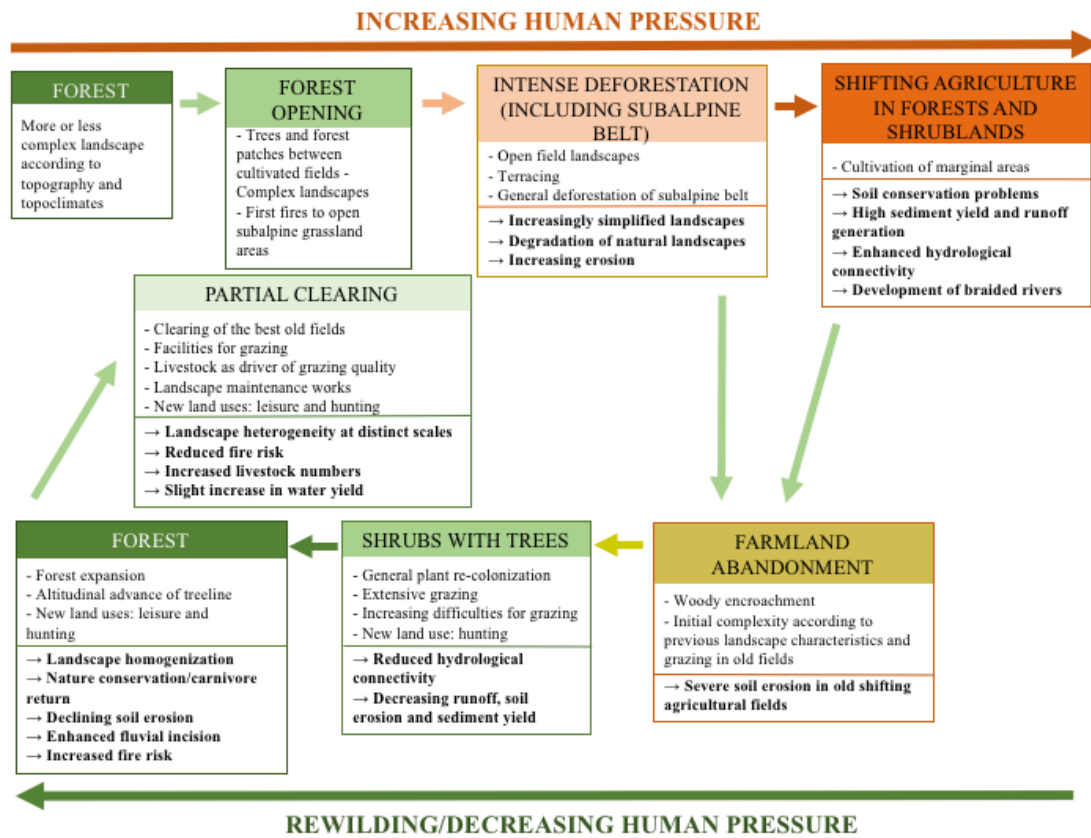 INCREASING HUMAN PRESSURE
FOREST
More or less
complex landscape
according to
topography and
topoclimates
FOREST
OPENING
- Trees and forest
patches between
cultivated fields -
Complex landscapes
- First fires to open
subalpine grassland
areas
INTENSE DEFORESTATION
(INCLUDING SUBALPINE
BELT)
- Open field landscapes
- Terracing
- General deforestation of subalpine belt
→ Increasingly simplified landscapes
→ Degradation of natural landscapes
→ Increasing erosion
SHIFTING AGRICULTURE
IN FORESTS AND
SHRUBLANDS
- Cultivation of marginal areas
→ Soil conservation problems
→ High sediment yield and runoff
generation
→ Enhanced hydrological
connectivity
→ Development of braided rivers
PARTIAL CLEARING
- Clearing of the best old fields
- Facilities for grazing
- Livestock as driver of grazing quality
- Landscape maintenance works
- New land uses: leisure and hunting
→ Landscape heterogeneity at distinct scales
→ Reduced fire risk
→ Increased livestock numbers
→ Slight increase in water yield
FOREST
- Forest expansion
- Altitudinal advance of treeline
- New land uses: leisure and
hunting
→ Landscape homogenization
→ Nature conservation/carnivore
return
→ Declining soil erosion
→ Enhanced fluvial incision
→ Increased fire risk
SHRUBS WITH TREES
- General plant re-colonization
- Extensive grazing
- Increasing difficulties for grazing
- New land use: hunting
→ Reduced hydrological
connectivity
→ Decreasing runoff, soil
erosion and sediment yield
FARMLAND
ABANDONMENT
- Woody encroachment
- Initial complexity according to
previous landscape characteristics and
grazing in old fields
→ Severe soil erosion in old shifting
agricultural fields
REWILDING/DECREASING HUMAN PRESSURE